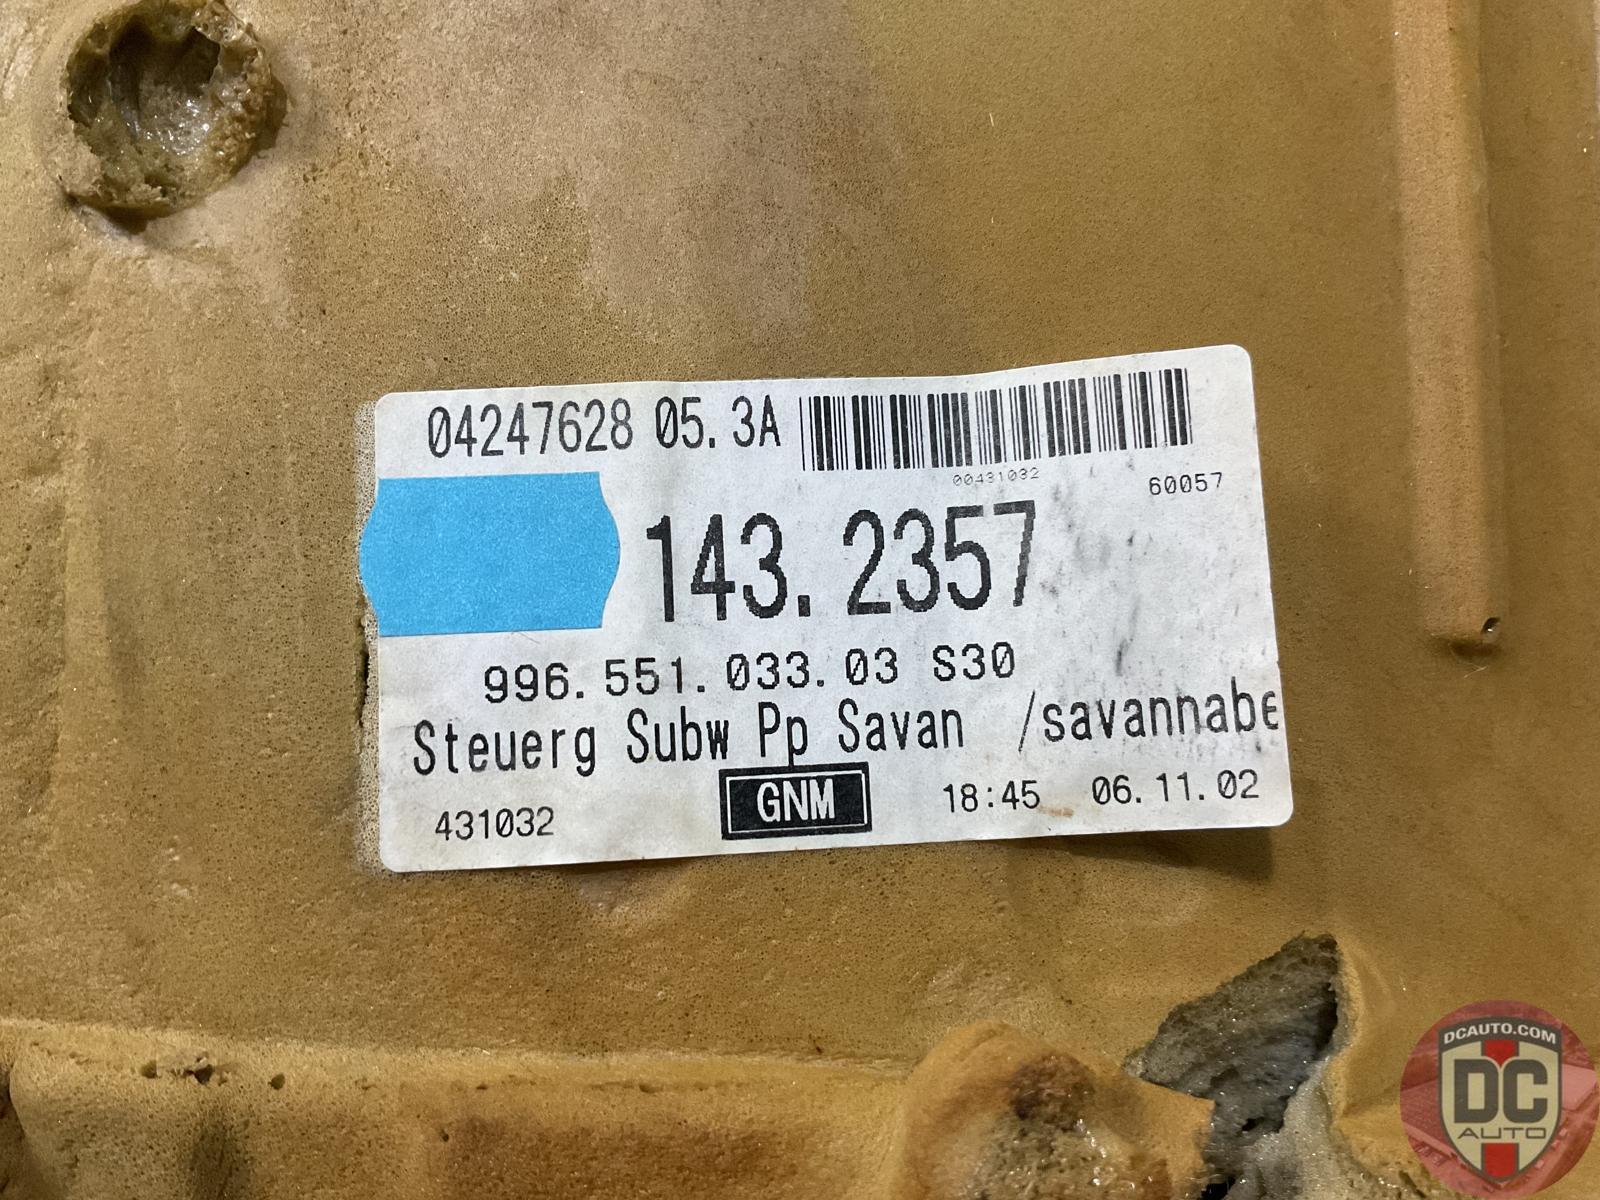 04247628 05.3A
00431032
60057
143.2357
996.551.033.03 S30
Steuerg Subw Pp Savan /savannabe
GNM
431032
18:45 06.11.02
DCAUTO.COM
DC
AUTO